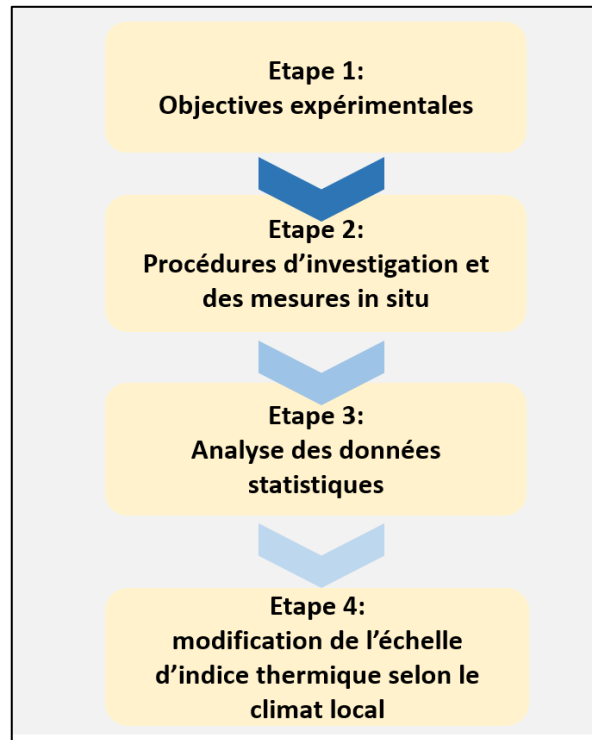 Etape 1:
Objectives expérimentales
Etape 2:
Procédures d’investigation et
des mesures in situ
Etape 3:
Analyse des données
statistiques
Etape 4:
modification de l’échelle
d’indice thermique selon le
climat local